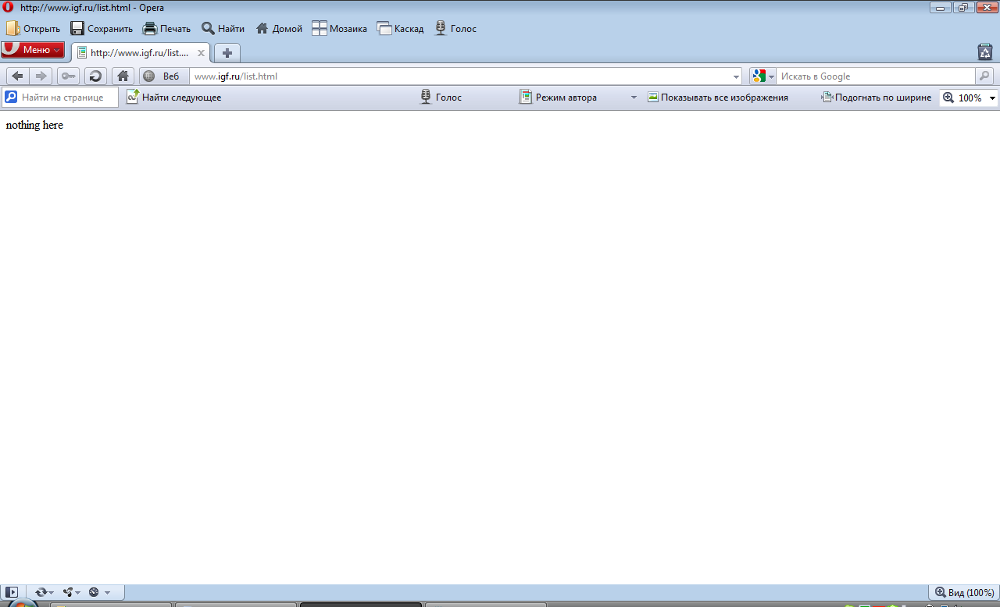 http://www.igf.ru/list.html - Opera
Открыть Сохранить Печать Найти Домой Мозаика Каскад Голос
Меню http://www.igf.ru/list....
Веб www.igf.ru/list.html Искать в Google
Найти на странице Найти следующее Голос Режим автора Показывать все изображения Подогнать по ширине 100%
nothing here
Вид (100%)